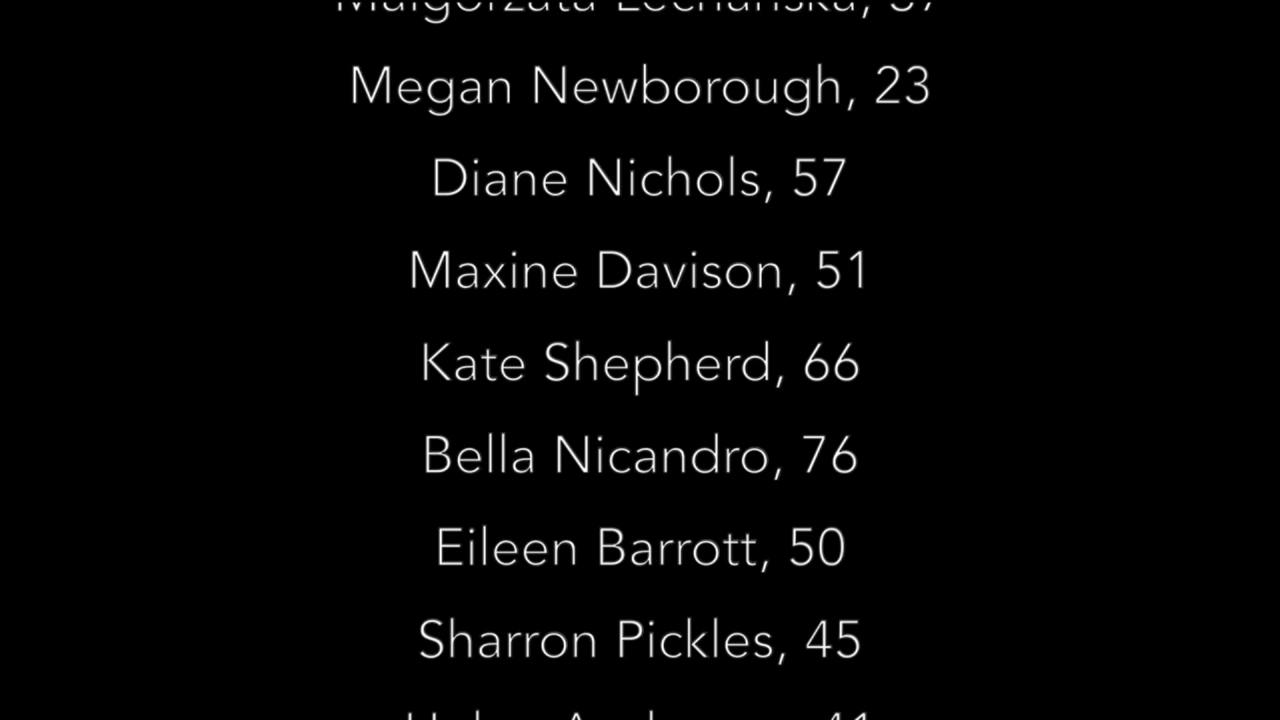 Megan Newborough, 23
Diane Nichols, 57
Maxine Davison, 51
Kate Shepherd, 66
Bella Nicandro, 76
Eileen Barrott, 50
Sharron Pickles, 45